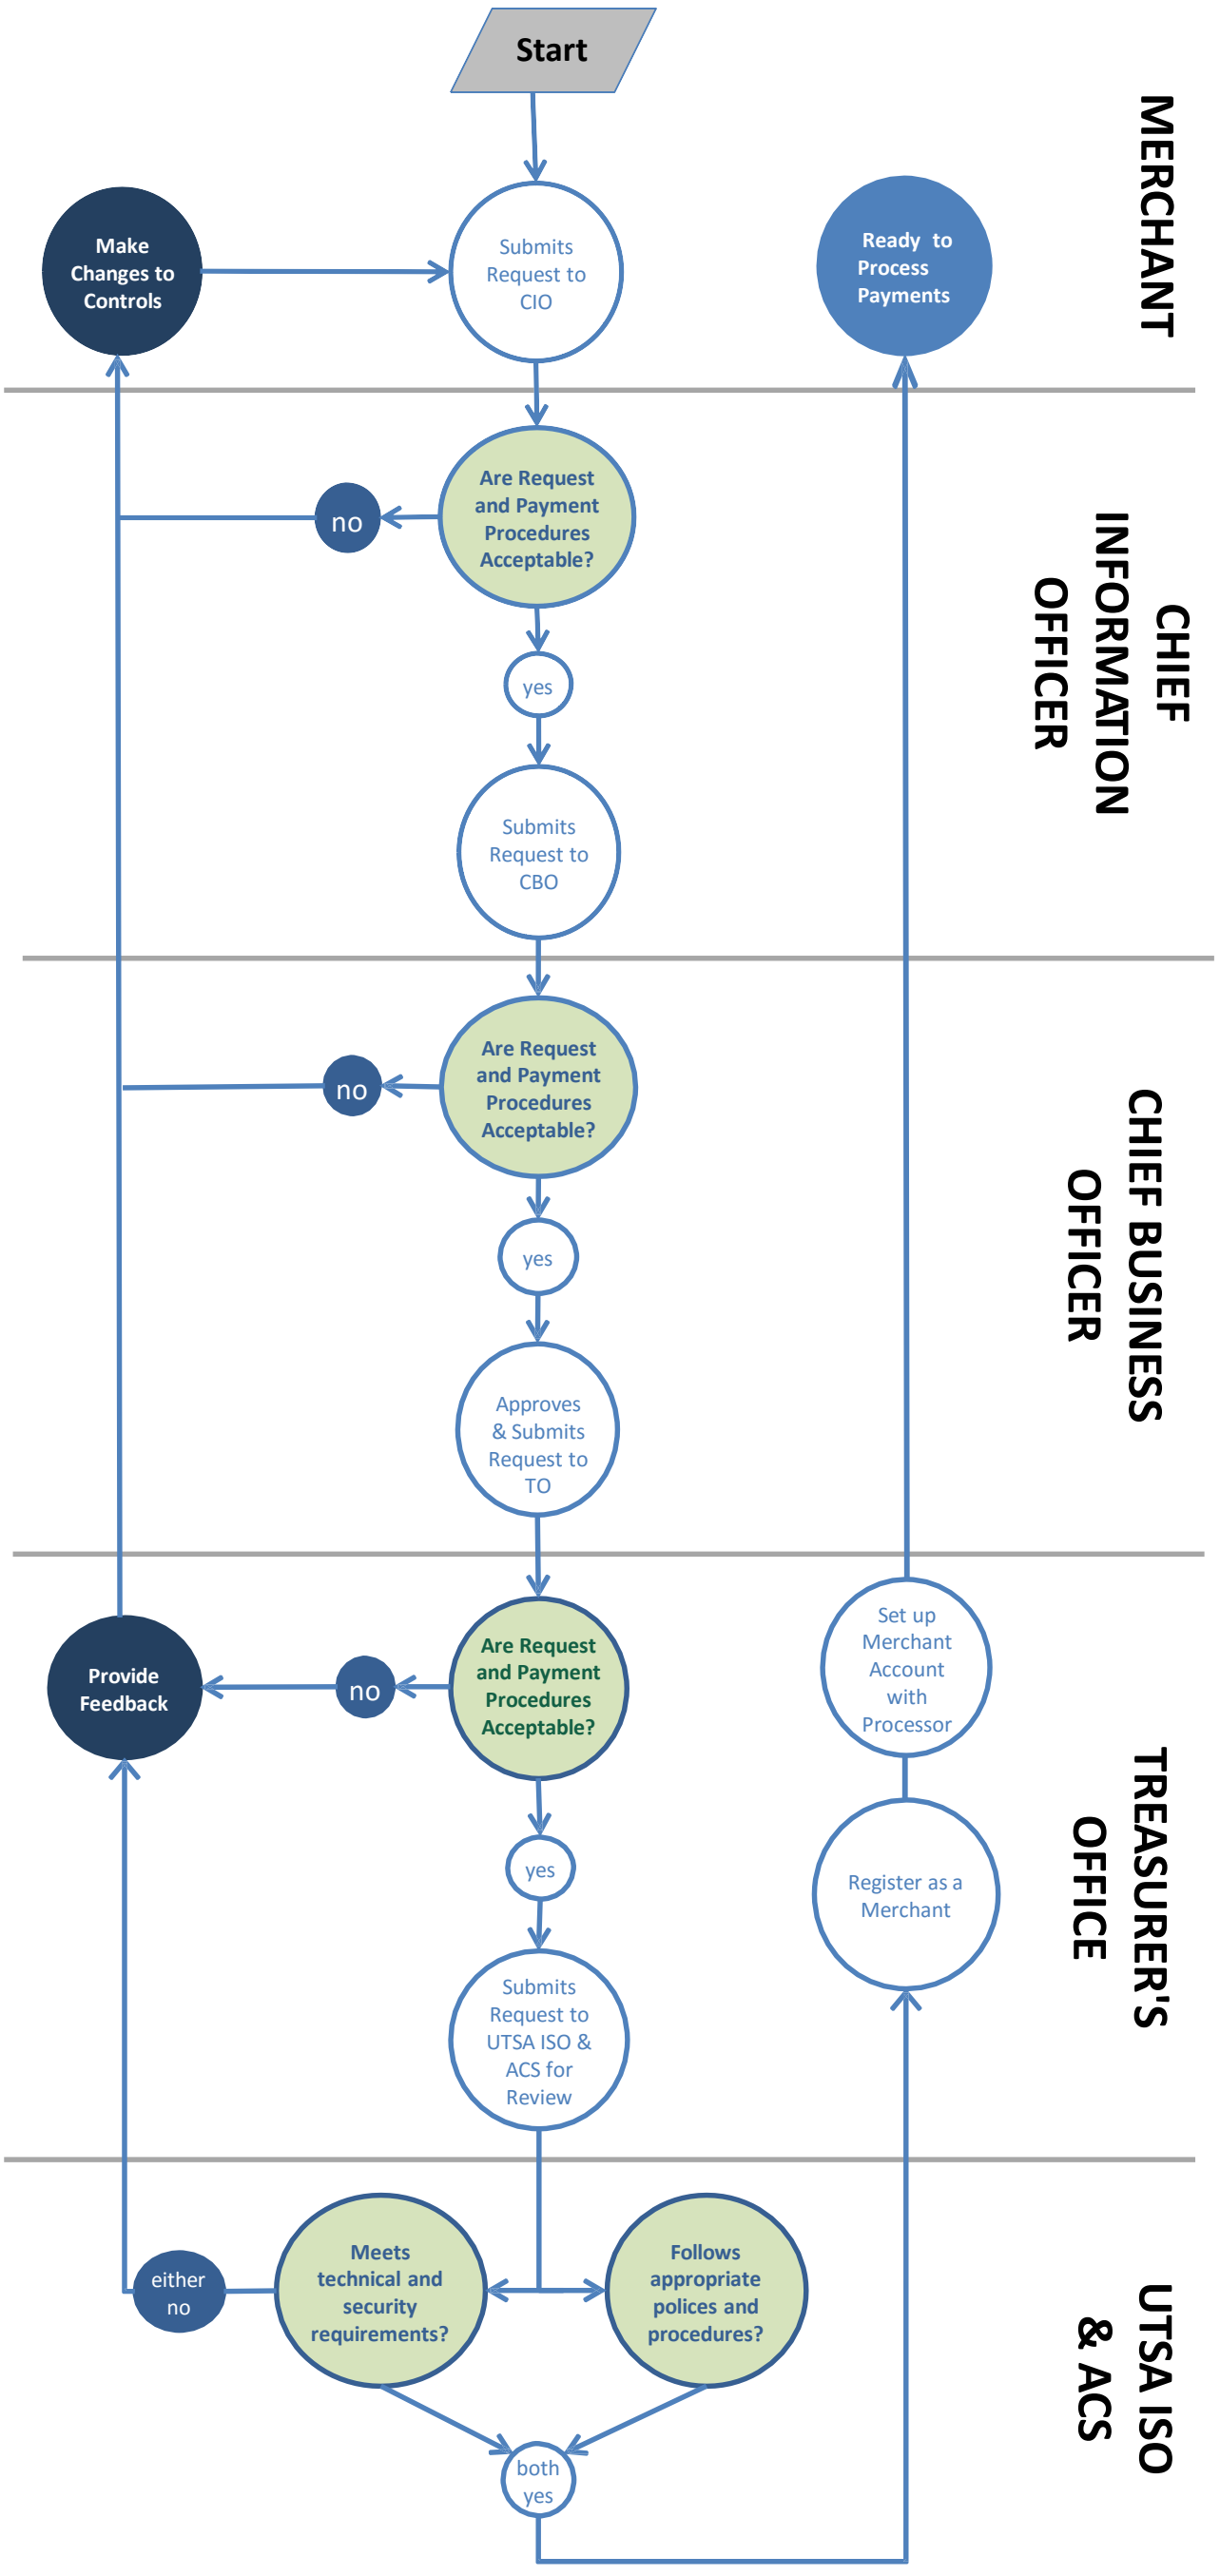 Start
MERCHANT
Make
Changes to
Controls
Submits
Request to
CIO
Ready to
Process
Payments
CHIEF
INFORMATION
OFFICER
Are Request
and Payment
Procedures
Acceptable?
no
yes
Submits
Request to
CBO
CHIEF BUSINESS
OFFICER
Are Request
and Payment
Procedures
Acceptable?
no
yes
Approves
& Submits
Request to
TO
TREASURER'S
OFFICE
Set up
Merchant
Account
with
Processor
Provide
Feedback
no
Are Request
and Payment
Procedures
Acceptable?
yes
Register as a
Merchant
Submits
Request to
UTSA ISO &
ACS for
Review
UTSA ISO
& ACS
either
no
Meets
technical and
security
requirements?
Follows
appropriate
polices and
procedures?
both
yes